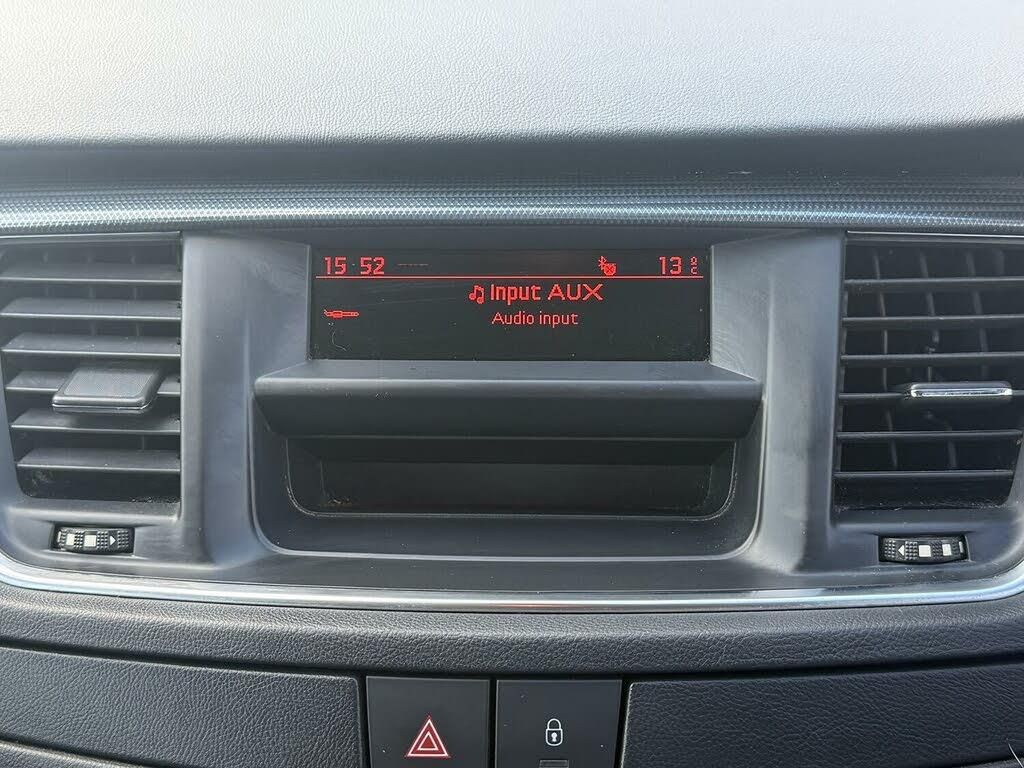 15 52 13 °C
Input AUX
Audio input